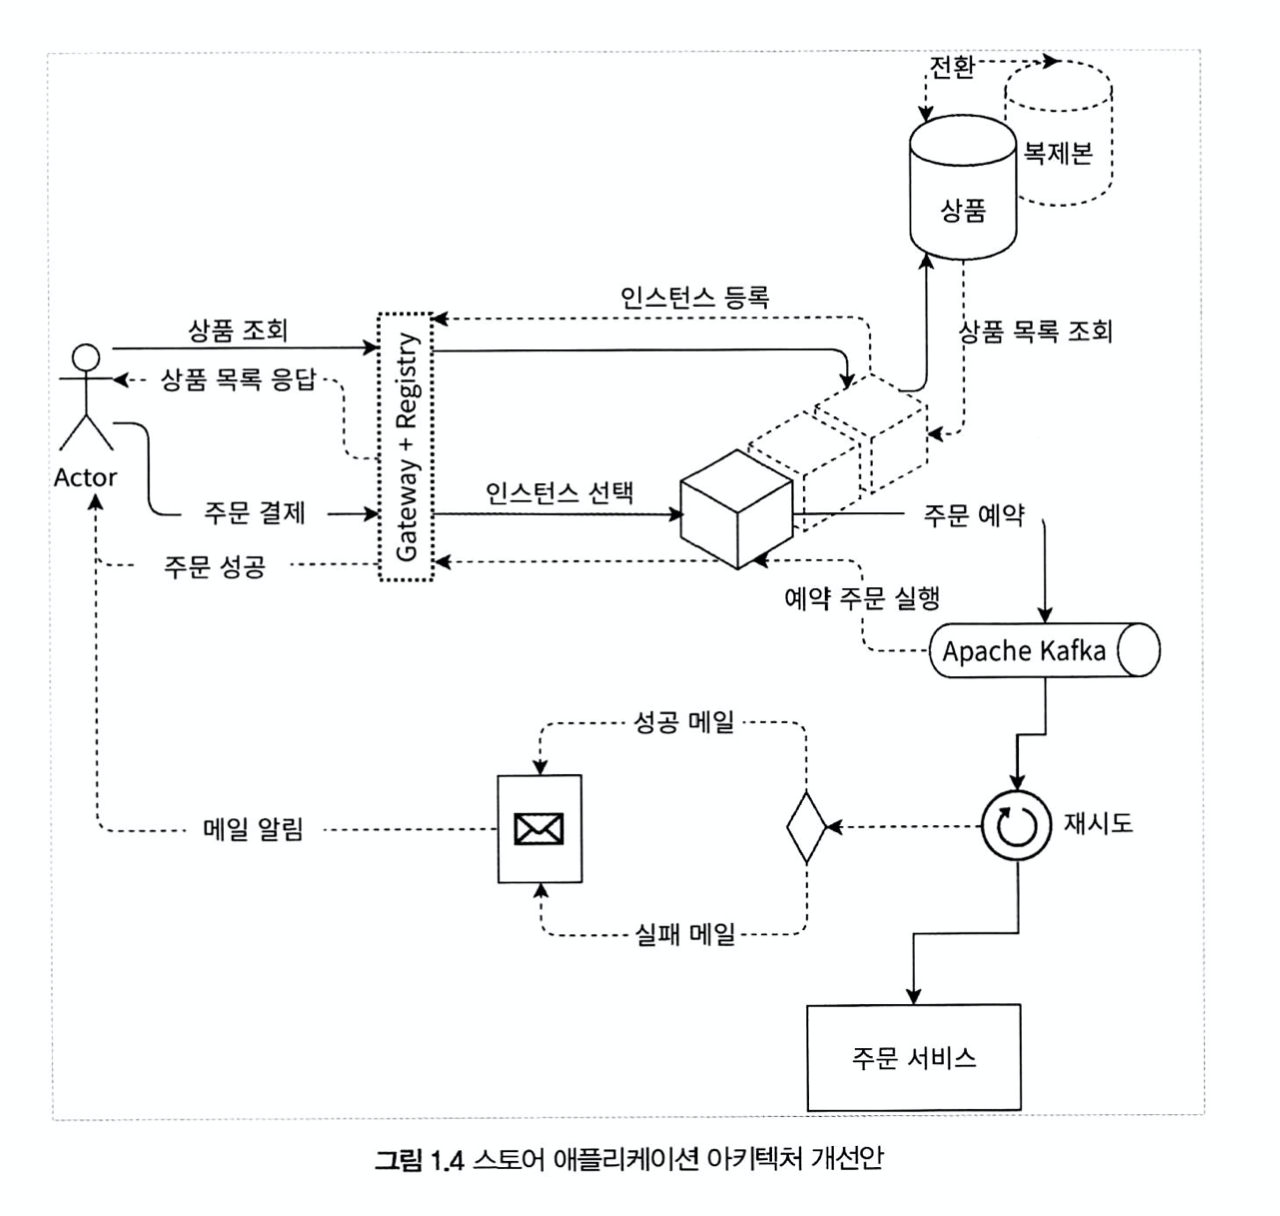 전환
복제본
상품
인스턴스 등록
상품 조회
상품 목록 조회
상품 목록 응답
Gateway + Registry
Actor
인스턴스 선택
주문 결제
주문 예약
주문 성공
예약 주문 실행
Apache Kafka
성공 메일
메일 알림
재시도
실패 메일
주문 서비스
그림 1.4 스토어 애플리케이션 아키텍처 개선안